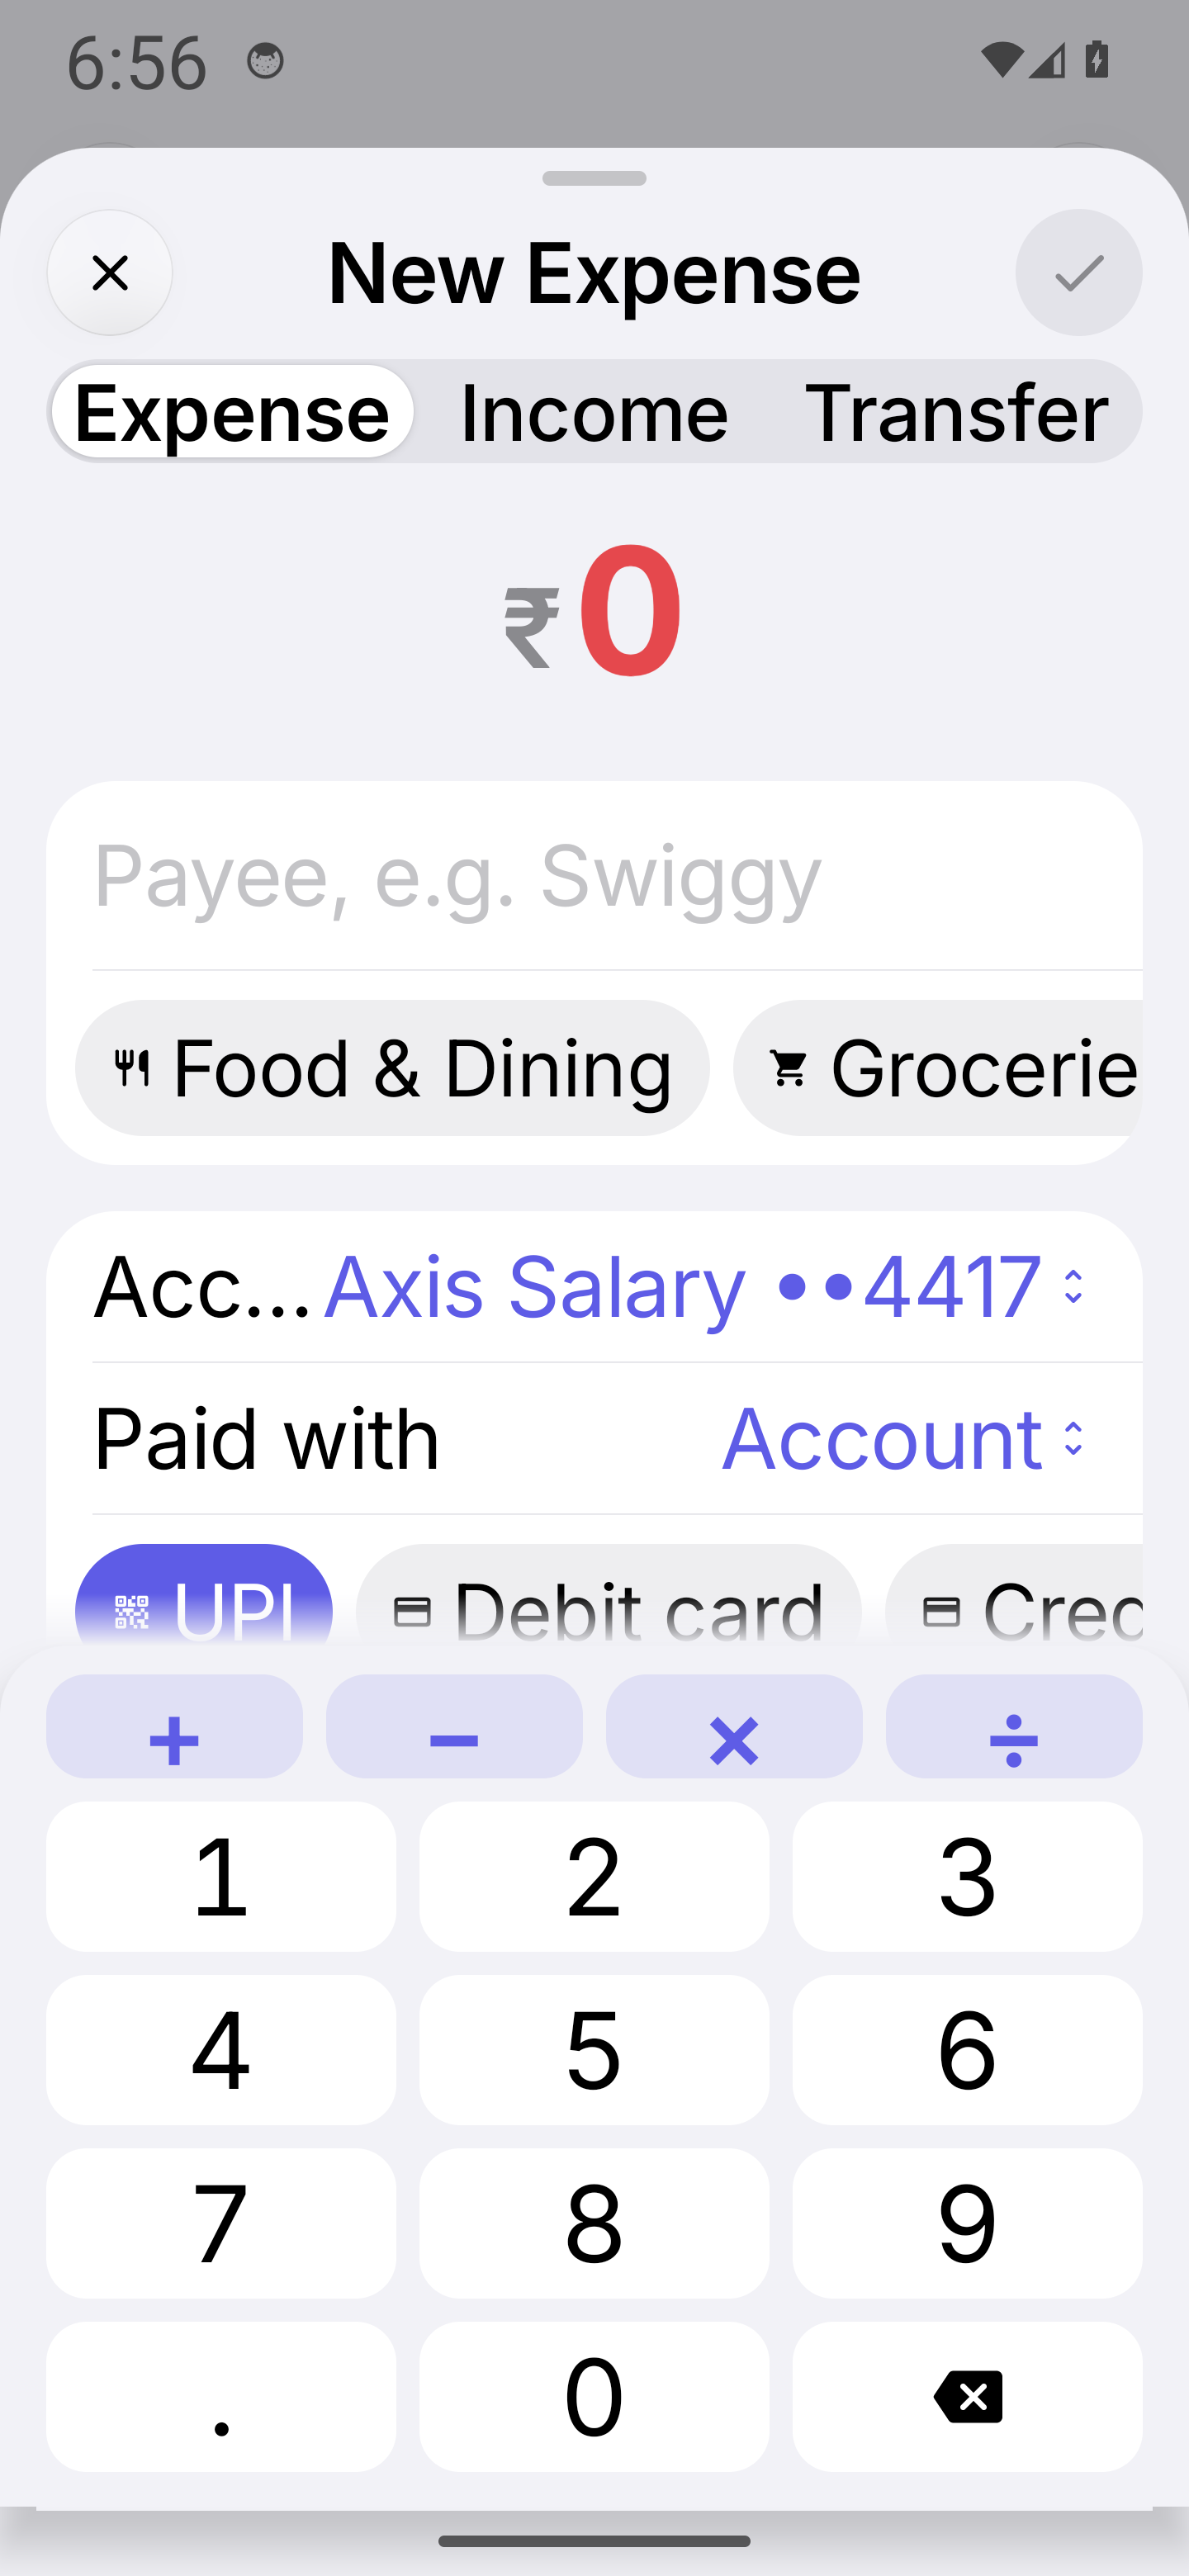 6:56
New Expense
Expense Income Transfer
₹0
Payee, e.g. Swiggy
Food & Dining Grocerie
Acc... Axis Salary ••4417
Paid with Account
UPI Debit card Cred
+ − × ÷
1 2 3
4 5 6
7 8 9
. 0